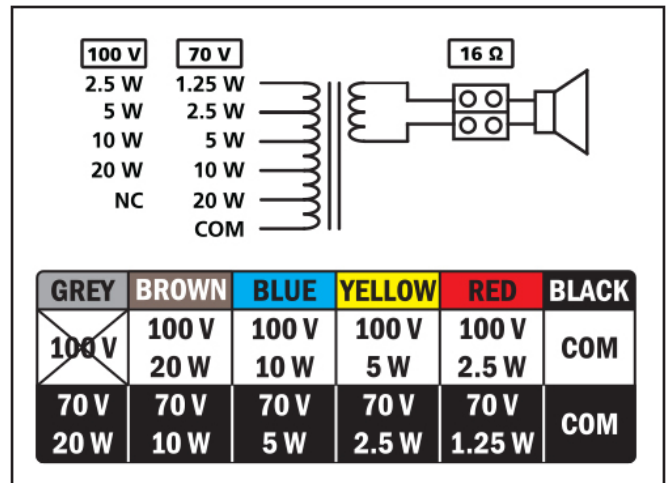 100 V 70 V 16 Ω
2.5 W 1.25 W
5 W 2.5 W
10 W 5 W
20 W 10 W
NC 20 W
COM
GREY BROWN BLUE YELLOW RED BLACK
100 V 100 V 100 V 100 V 100 V COM
20 W 10 W 5 W 2.5 W
70 V 70 V 70 V 70 V 70 V COM
20 W 10 W 5 W 2.5 W 1.25 W